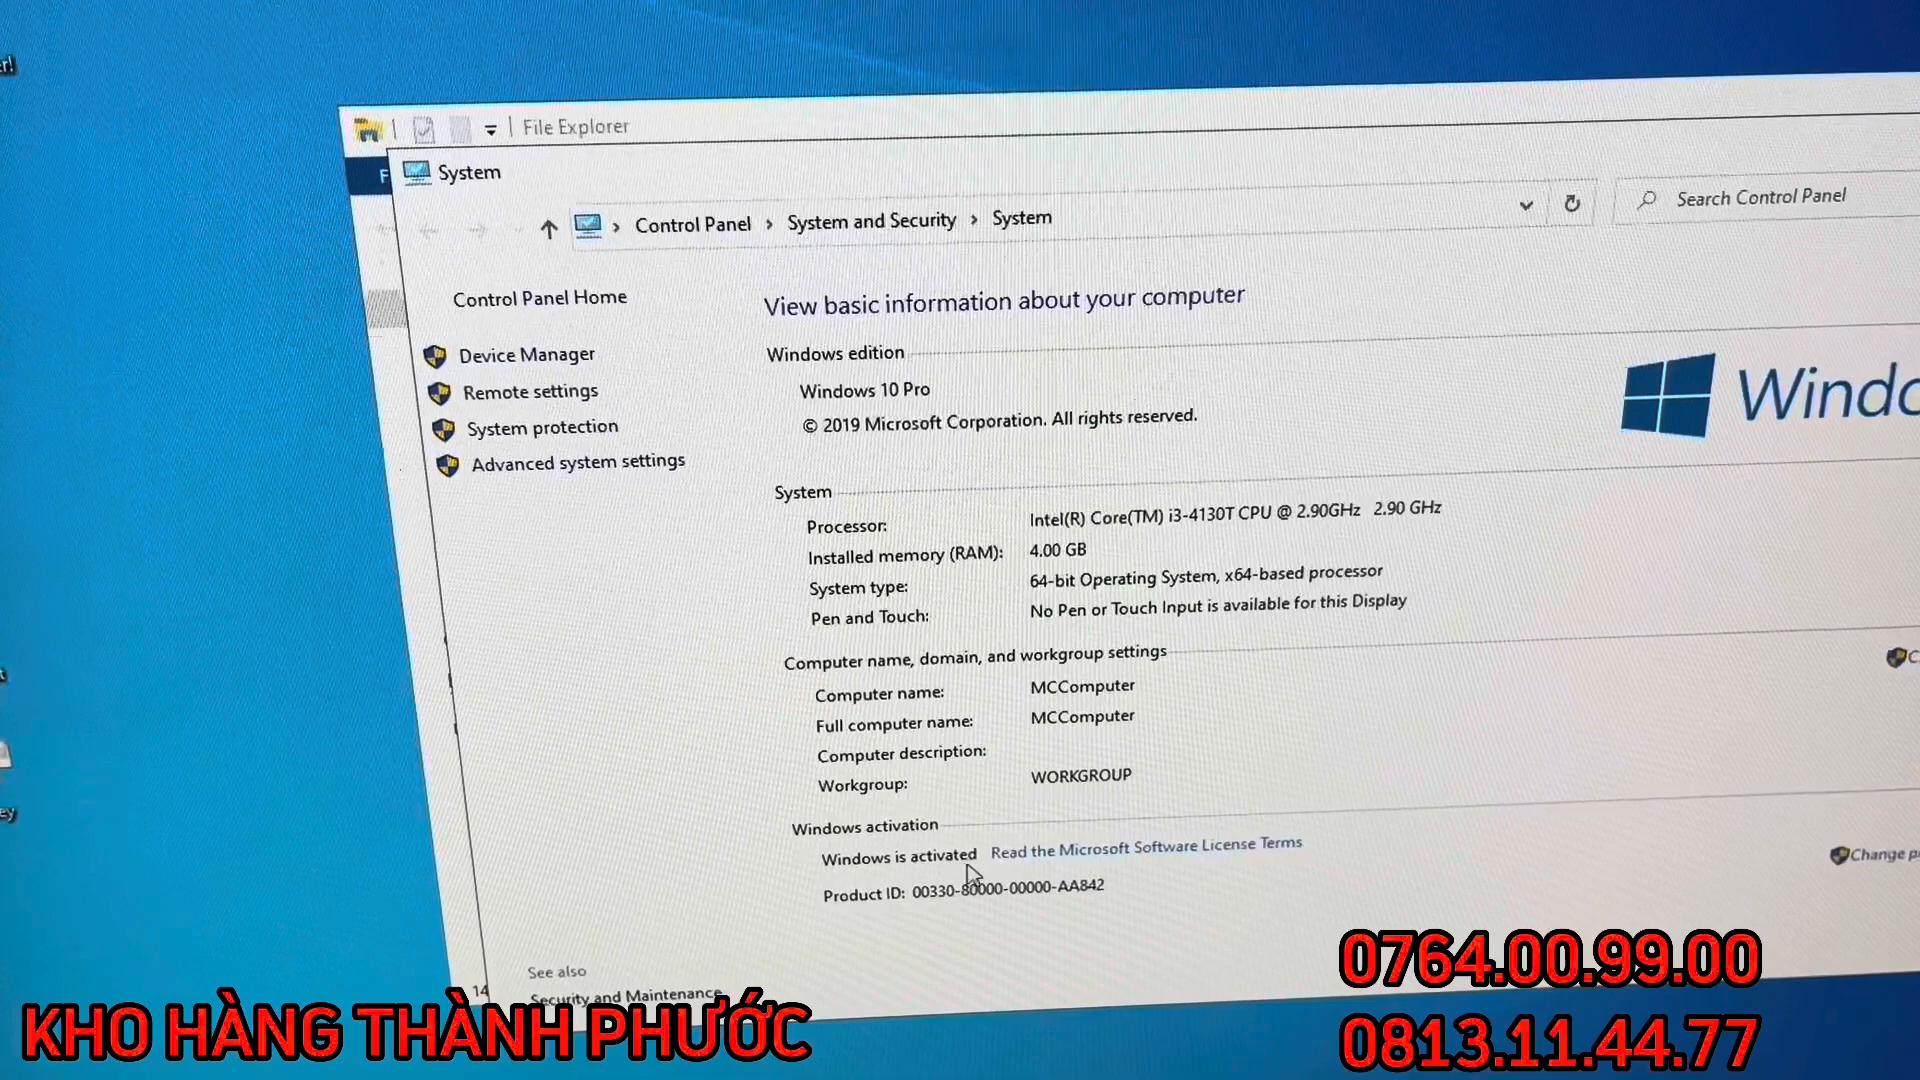 File Explorer
System
Control Panel > System and Security > System
Search Control Panel
Control Panel Home
Device Manager
Remote settings
System protection
Advanced system settings
View basic information about your computer
Windows edition
Windows 10 Pro
© 2019 Microsoft Corporation. All rights reserved.
System
Processor: Intel(R) Core(TM) i3-4130T CPU @ 2.90GHz 2.90 GHz
Installed memory (RAM): 4.00 GB
System type: 64-bit Operating System, x64-based processor
Pen and Touch: No Pen or Touch Input is available for this Display
Computer name, domain, and workgroup settings
Computer name: MCComputer
Full computer name: MCComputer
Computer description:
Workgroup: WORKGROUP
Windows activation
Windows is activated Read the Microsoft Software License Terms
Product ID: 00330-80000-00000-AA842
Change
See also
Security and Maintenance
14
KHO HÀNG THÀNH PHƯỚC
0764.00.99.00
0813.11.44.77